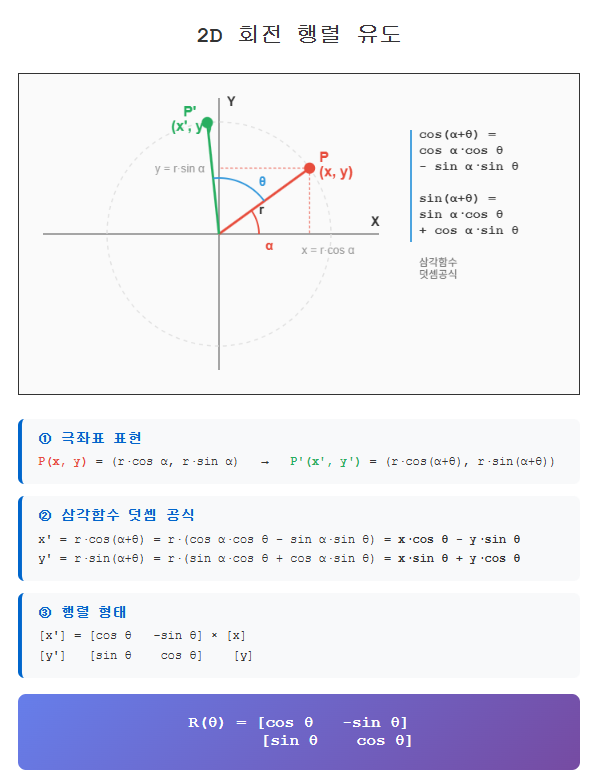 2D 회전 행렬 유도
Y
P'
(x', y
P
(x, y)
y = r·sin α
θ
r
X
α
x = r·cos α
cos(α+θ) =
cos α·cos θ
- sin α·sin θ
sin(α+θ) =
sin α·cos θ
+ cos α·sin θ
삼각함수
덧셈공식
① 극좌표 표현
P(x, y) = (r·cos α, r·sin α) → P'(x', y') = (r·cos(α+θ), r·sin(α+θ))
② 삼각함수 덧셈 공식
x' = r·cos(α+θ) = r·(cos α·cos θ - sin α·sin θ) = x·cos θ - y·sin θ
y' = r·sin(α+θ) = r·(sin α·cos θ + cos α·sin θ) = x·sin θ + y·cos θ
③ 행렬 형태
[x'] = [cos θ -sin θ] × [x]
[y'] [sin θ cos θ] [y]
R(θ) = [cos θ -sin θ]
[sin θ cos θ]